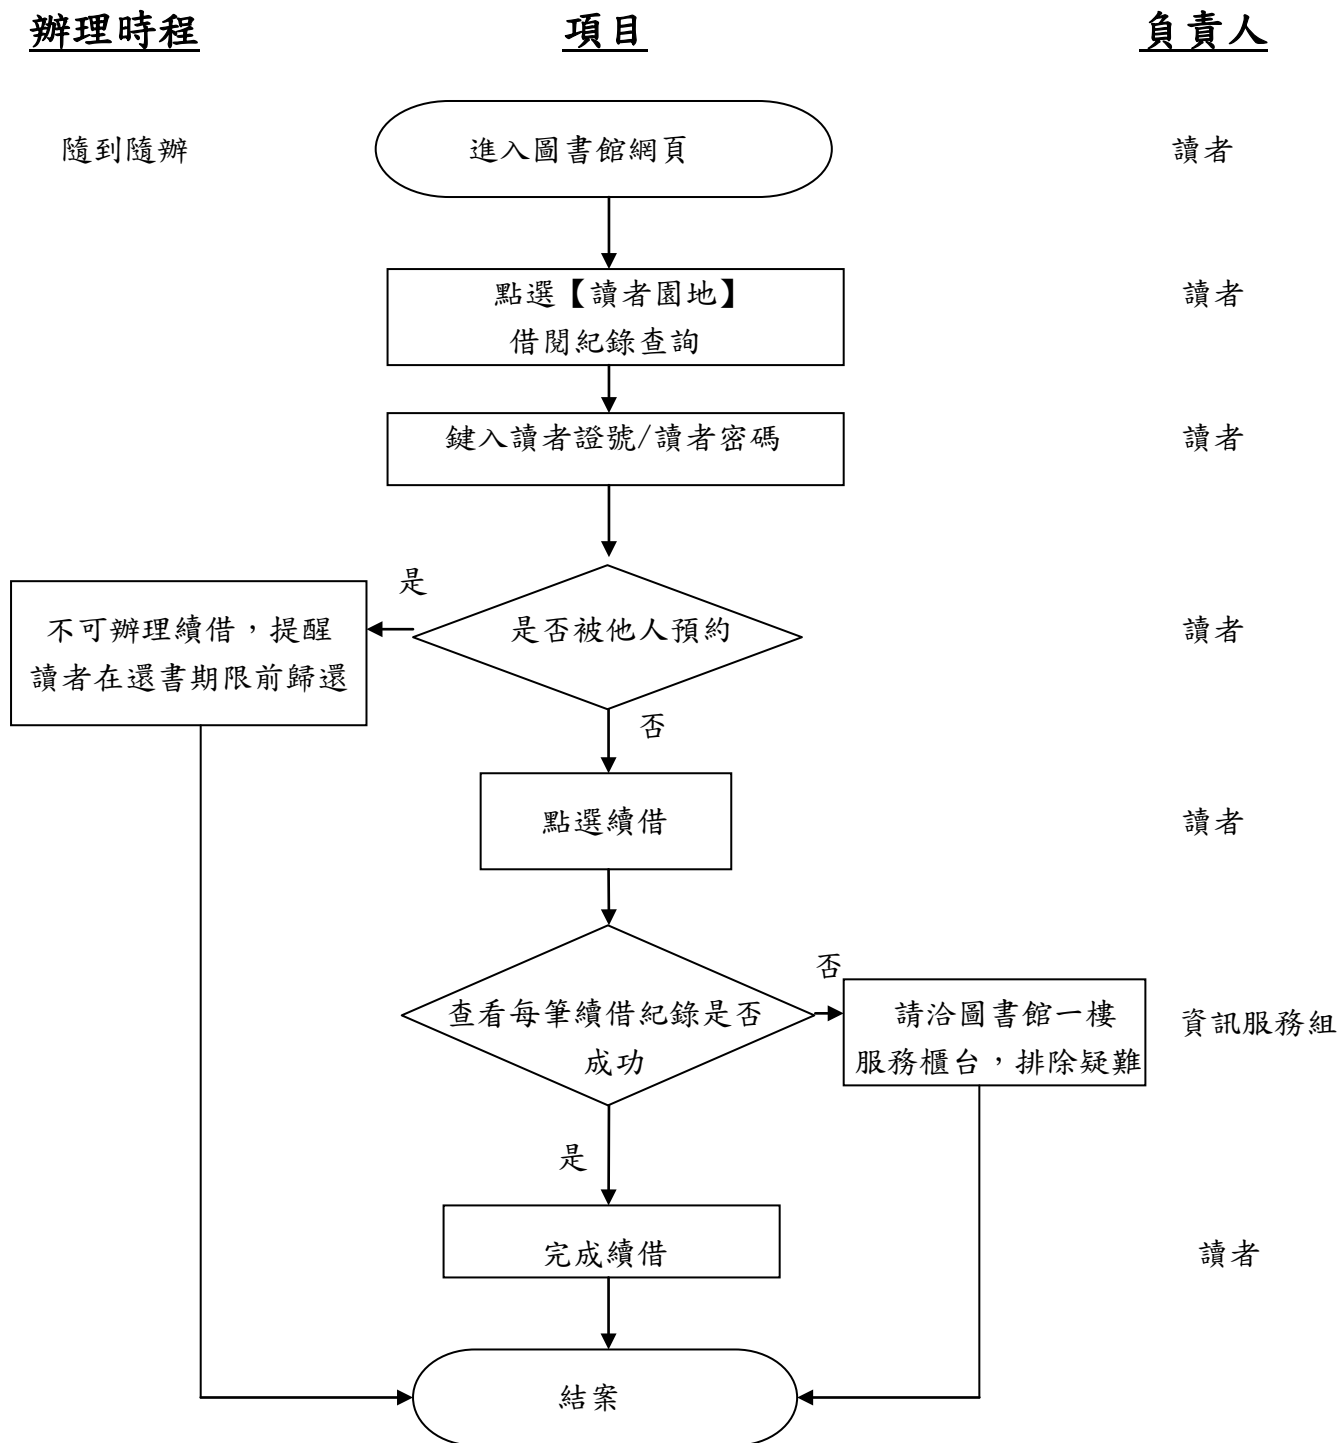 辦理時程 項目 負責人
隨到隨辦 進入圖書館網頁 讀者
點選【讀者園地】 讀者
借閱紀錄查詢
鍵入讀者證號/讀者密碼 讀者
是
不可辦理續借，提醒 是否被他人預約 讀者
讀者在還書期限前歸還
否
點選續借 讀者
否
查看每筆續借紀錄是否 請洽圖書館一樓 資訊服務組
成功 服務櫃台，排除疑難
是
完成續借 讀者
結案